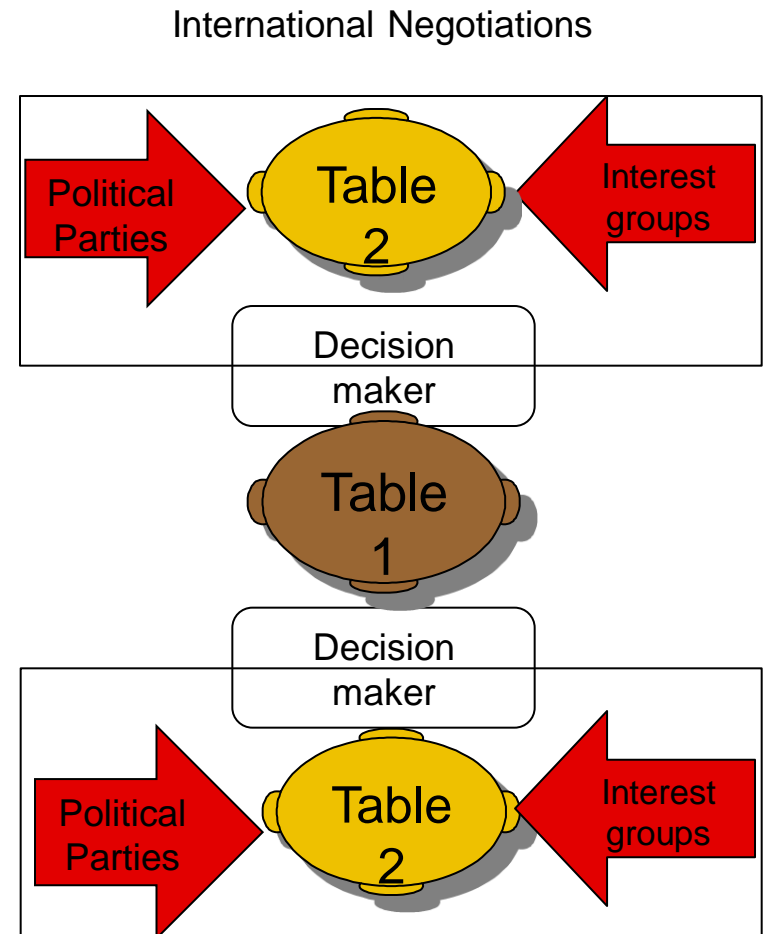 International Negotiations
Political
Parties
Table
2
Interest
groups
Decision
maker
Table
1
Decision
maker
Political
Parties
Table
2
Interest
groups